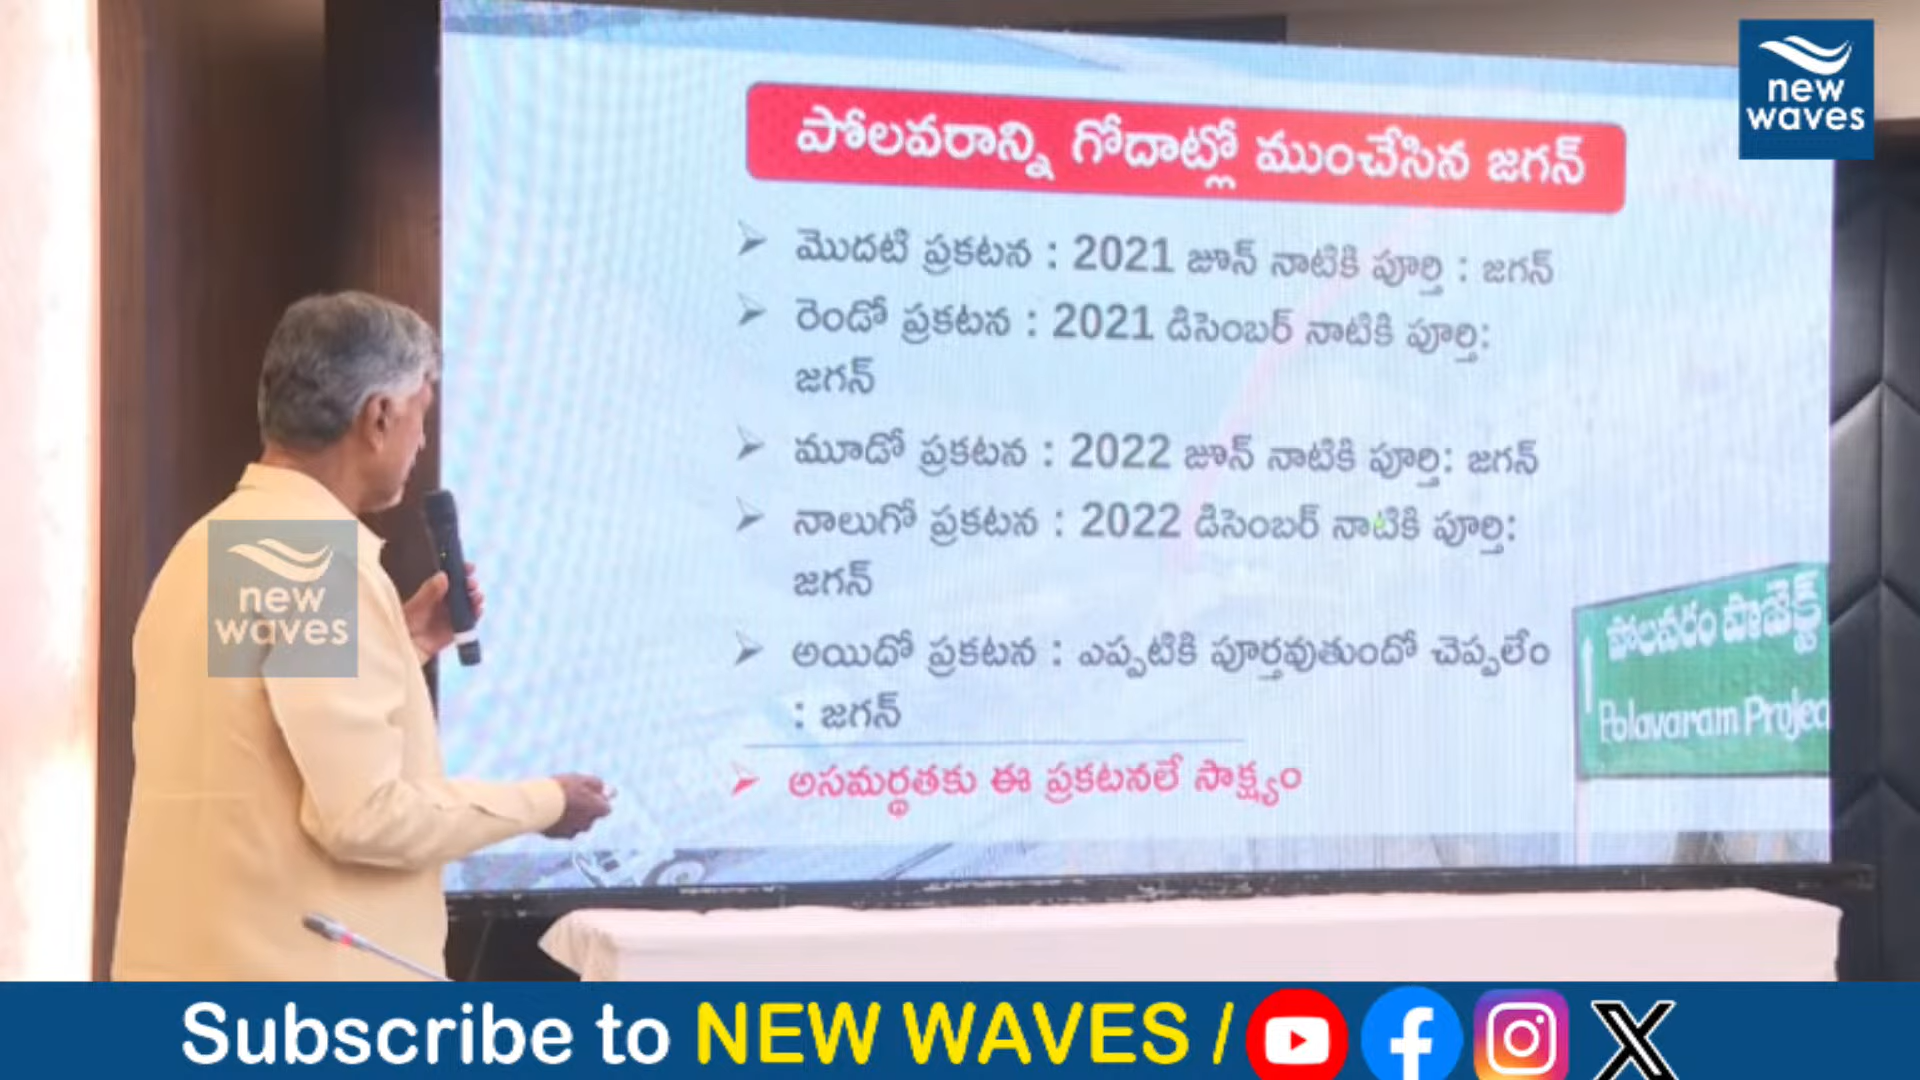 new
waves
పోలవరాన్ని గోదాట్లో ముంచేసిన జగన్
➢ మొదటి ప్రకటన : 2021 జూన్ నాటికి పూర్తి : జగన్
➢ రెండో ప్రకటన : 2021 డిసెంబర్ నాటికి పూర్తి:
జగన్
➢ మూడో ప్రకటన : 2022 జూన్ నాటికి పూర్తి: జగన్
➢ నాలుగో ప్రకటన : 2022 డిసెంబర్ నాటికి పూర్తి:
జగన్
➢ అయిదో ప్రకటన : ఎప్పటికి పూర్తవుతుందో చెప్పలేం
: జగన్
➢ అసమర్థతకు ఈ ప్రకటనలే సాక్ష్యం
పోలవరం ప్రాజెక్ట్
Polavaram Projec
new
waves
Subscribe to NEW WAVES /